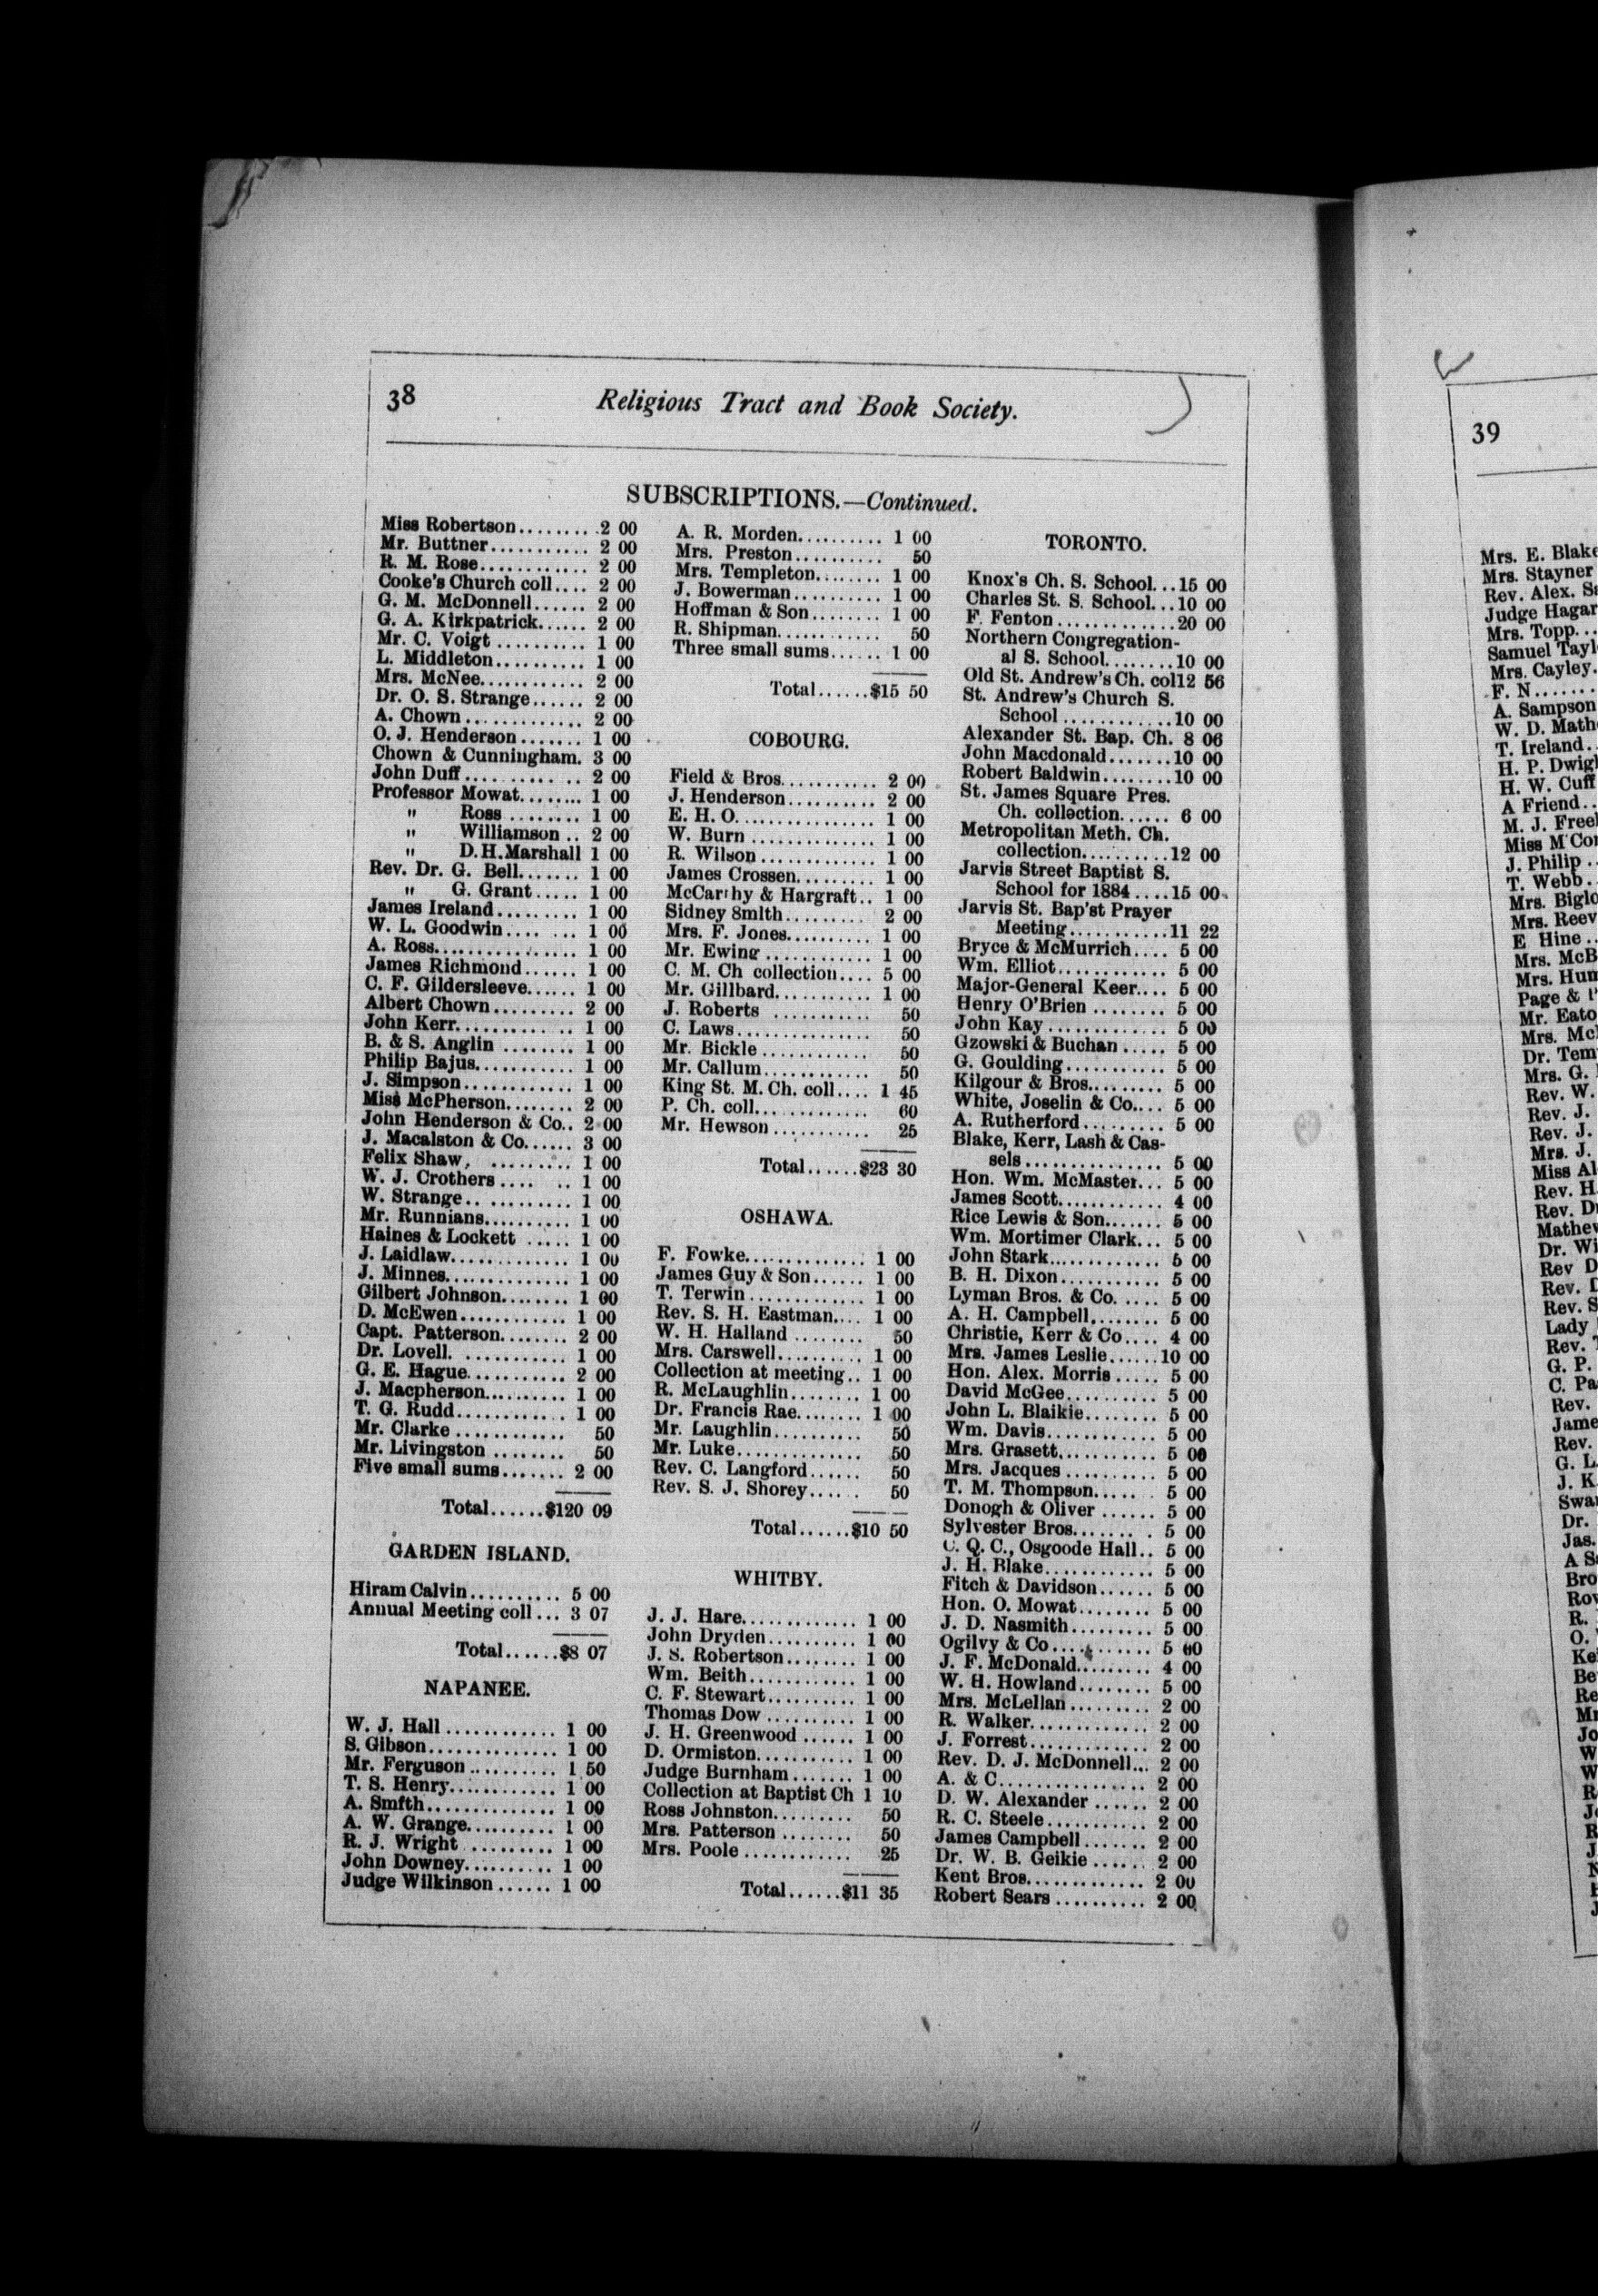 38
Religious Tract and Book Society.
SUBSCRIPTIONS.—Continued.
Miss Robertson......... 2 00
Mr. Buttner........... 2 00
R. M. Rose............ 2 00
Cooke's Church coll.... 2 00
G. M. McDonnell...... 2 00
G. A. Kirkpatrick...... 2 00
Mr. C. Voigt .......... 1 00
L. Middleton.......... 1 00
Mrs. McNee............ 2 00
Dr. O. S. Strange...... 2 00
A. Chown ............. 2 00
O. J. Henderson....... 1 00
Chown & Cunningham. 3 00
John Duff............. 2 00
Professor Mowat........ 1 00
" Ross ........ 1 00
" Williamson .. 2 00
" D.H.Marshall 1 00
Rev. Dr. G. Bell....... 1 00
" G. Grant..... 1 00
James Ireland......... 1 00
W. L. Goodwin.... ... 1 00
A. Ross............... 1 00
James Richmond...... 1 00
C. F. Gildersleeve...... 1 00
Albert Chown......... 2 00
John Kerr.......... .. 1 00
B. & S. Anglin ........ 1 00
Philip Bajus........... 1 00
J. Simpson............ 1 00
Miss McPherson........ 2 00
John Henderson & Co.. 2 00
J. Macalston & Co...... 3 00
Felix Shaw, ......... 1 00
W. J. Crothers .... .. 1 00
W. Strange.. ......... 1 00
Mr. Runnians.......... 1 00
Haines & Lockett ..... 1 00
J. Laidlaw............. 1 00
J. Minnes.............. 1 00
Gilbert Johnson........ 1 00
D. McEwen............ 1 00
Capt. Patterson........ 2 00
Dr. Lovell. ........... 1 00
G. E. Hague........... 2 00
J. Macpherson......... 1 00
T. G. Rudd............ 1 00
Mr. Clarke ............ 50
Mr. Livingston ........ 50
Five small sums....... 2 00
Total......$120 09
GARDEN ISLAND.
Hiram Calvin.......... 5 00
Annual Meeting coll... 3 07
Total......$8 07
NAPANEE.
W. J. Hall ............ 1 00
S. Gibson.............. 1 00
Mr. Ferguson .......... 1 50
T. S. Henry............ 1 00
A. Smfth.............. 1 00
A. W. Grange.......... 1 00
R. J. Wright .......... 1 00
John Downey.......... 1 00
Judge Wilkinson ...... 1 00
A. R. Morden.......... 1 00
Mrs. Preston.......... 50
Mrs. Templeton........ 1 00
J. Bowerman.......... 1 00
Hoffman & Son........ 1 00
R. Shipman............ 50
Three small sums...... 1 00
Total......$15 50
COBOURG.
Field & Bros........... 2 00
J. Henderson.......... 2 00
E. H. O................ 1 00
W. Burn .............. 1 00
R. Wilson............. 1 00
James Crossen......... 1 00
McCarthy & Hargraft.. 1 00
Sidney Smlth......... 2 00
Mrs. F. Jones.......... 1 00
Mr. Ewing ............ 1 00
C. M. Ch collection.... 5 00
Mr. Gillbard........... 1 00
J. Roberts ........... 50
C. Laws............... 50
Mr. Bickle ............ 50
Mr. Callum............ 50
King St. M. Ch. coll.... 1 45
P. Ch. coll............. 60
Mr. Hewson ........... 25
Total......$23 30
OSHAWA.
F. Fowke.............. 1 00
James Guy & Son...... 1 00
T. Terwin ............. 1 00
Rev. S. H. Eastman.... 1 00
W. H. Halland ........ 50
Mrs. Carswell.......... 1 00
Collection at meeting.. 1 00
R. McLaughlin........ 1 00
Dr. Francis Rae........ 1 00
Mr. Laughlin.......... 50
Mr. Luke.............. 50
Rev. C. Langford...... 50
Rev. S. J. Shorey...... 50
Total......$10 50
WHITBY.
J. J. Hare............. 1 00
John Dryden.......... 1 00
J. S. Robertson........ 1 00
Wm. Beith............ 1 00
C. F. Stewart.......... 1 00
Thomas Dow .......... 1 00
J. H. Greenwood ...... 1 00
D. Ormiston........... 1 00
Judge Burnham....... 1 00
Collection at Baptist Ch 1 10
Ross Johnston......... 50
Mrs. Patterson ........ 50
Mrs. Poole ............ 25
Total......$11 35
TORONTO.
Knox's Ch. S. School...15 00
Charles St. S. School...10 00
F. Fenton.............20 00
Northern Congregation-
al S. School........10 00
Old St. Andrew's Ch. col12 56
St. Andrew's Church S.
School ............10 00
Alexander St. Bap. Ch. 8 06
John Macdonald.......10 00
Robert Baldwin........10 00
St. James Square Pres.
Ch. collection...... 6 00
Metropolitan Meth. Ch.
collection..........12 00
Jarvis Street Baptist S.
School for 1884....15 00
Jarvis St. Bap'st Prayer
Meeting...........11 22
Bryce & McMurrich.... 5 00
Wm. Elliot............ 5 00
Major-General Keer.... 5 00
Henry O'Brien ........ 5 00
John Kay ............. 5 00
Gzowski & Buchan ..... 5 00
G. Goulding........... 5 00
Kilgour & Bros......... 5 00
White, Joselin & Co.... 5 00
A. Rutherford......... 5 00
Blake, Kerr, Lash & Cas-
sels............... 5 00
Hon. Wm. McMaster... 5 00
James Scott............ 4 00
Rice Lewis & Son....... 5 00
Wm. Mortimer Clark... 5 00
John Stark............. 5 00
B. H. Dixon........... 5 00
Lyman Bros. & Co. .... 5 00
A. H. Campbell........ 5 00
Christie, Kerr & Co.... 4 00
Mrs. James Leslie......10 00
Hon. Alex. Morris ..... 5 00
David McGee.......... 5 00
John L. Blaikie........ 5 00
Wm. Davis............ 5 00
Mrs. Grasett........... 5 00
Mrs. Jacques .......... 5 00
T. M. Thompson...... 5 00
Donogh & Oliver ...... 5 00
Sylvester Bros....... . 5 00
C. Q. C., Osgoode Hall.. 5 00
J. H. Blake............ 5 00
Fitch & Davidson...... 5 00
Hon. O. Mowat........ 5 00
J. D. Nasmith......... 5 00
Ogilvy & Co........... 5 00
J. F. McDonald........ 4 00
W. H. Howland........ 5 00
Mrs. McLellan ......... 2 00
R. Walker............. 2 00
J. Forrest............. 2 00
Rev. D. J. McDonnell... 2 00
A. & C................ 2 00
D. W. Alexander ...... 2 00
R. C. Steele........... 2 00
James Campbell....... 2 00
Dr. W. B. Geikie ...... 2 00
Kent Bros............. 2 00
Robert Sears .......... 2 00
39
Mrs. E. Blake
Mrs. Stayner
Rev. Alex.
Judge Hagar
Mrs. Topp...
Samuel Tayl
Mrs. Cayley.
F. N.......
A. Sampson
W. D. Math
T. Ireland..
H. P. Dwigh
H. W. Cuff
A Friend..
M. J. Free
Miss McCo
J. Philip ..
T. Webb..
Mrs. Biglo
Mrs. Reev
E Hine..
Mrs. McB
Mrs. Hum
Page &
Mr. Eato
Mrs. Mc
Dr. Tem
Mrs. G.
Rev. W.
Rev. J.
Rev. J.
Mrs. J.
Miss Al
Rev. H
Rev. D
Mathew
Dr. Wi
Rev D
Rev.
Rev. S
Lady
Rev.
G. P.
C. Pa
Rev.
Jame
Rev.
G. L
J. K
Swa
Dr.
Jas.
A S
Bro
Ro
R.
O.
Ke
Be
Re
M
Jo
W
W
R
J
R
J